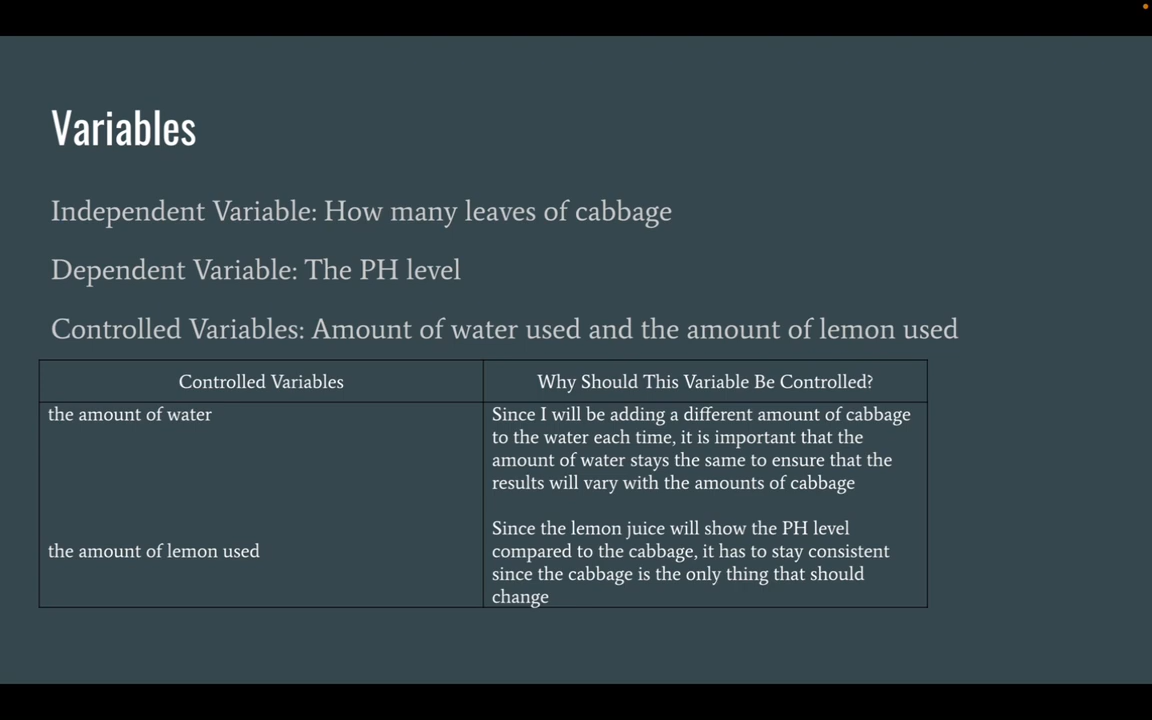 Variables
Independent Variable: How many leaves of cabbage
Dependent Variable: The PH level
Controlled Variables: Amount of water used and the amount of lemon used
Controlled Variables
Why Should This Variable Be Controlled?
the amount of water
Since I will be adding a different amount of cabbage
to the water each time, it is important that the
amount of water stays the same to ensure that the
results will vary with the amounts of cabbage
the amount of lemon used
Since the lemon juice will show the PH level
compared to the cabbage, it has to stay consistent
since the cabbage is the only thing that should
change